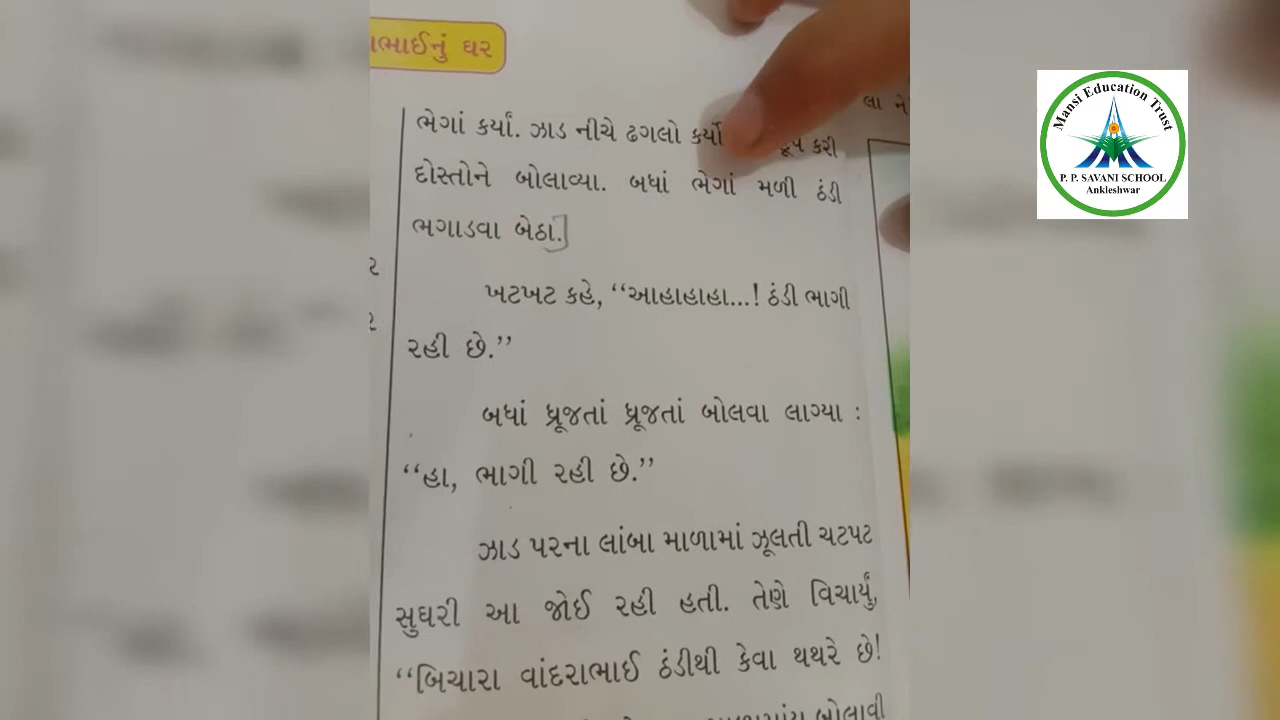 ભાઈનું ઘર
લા ને
ભેગાં કર્યાં. ઝાડ નીચે ઢગલો કર્યો કરી
દોસ્તોને બોલાવ્યા. બધાં ભેગાં મળી ઠંડી
ભગાડવા બેઠા.
ખટખટ કહે, “આહાહાહા...! ઠંડી ભાગી
રહી છે.”
બધાં ધ્રૂજતાં ધ્રૂજતાં બોલવા લાગ્યા :
“હા, ભાગી રહી છે.”
ઝાડ પરના લાંબા માળામાં ઝૂલતી ચટપટ
સુઘરી આ જોઈ રહી હતી. તેણે વિચાર્યું,
“બિચારા વાંદરાભાઈ ઠંડીથી કેવા થથરે છે!
બોલાવી
Mansi Education Trust
P. P. SAVANI SCHOOL
Ankleshwar